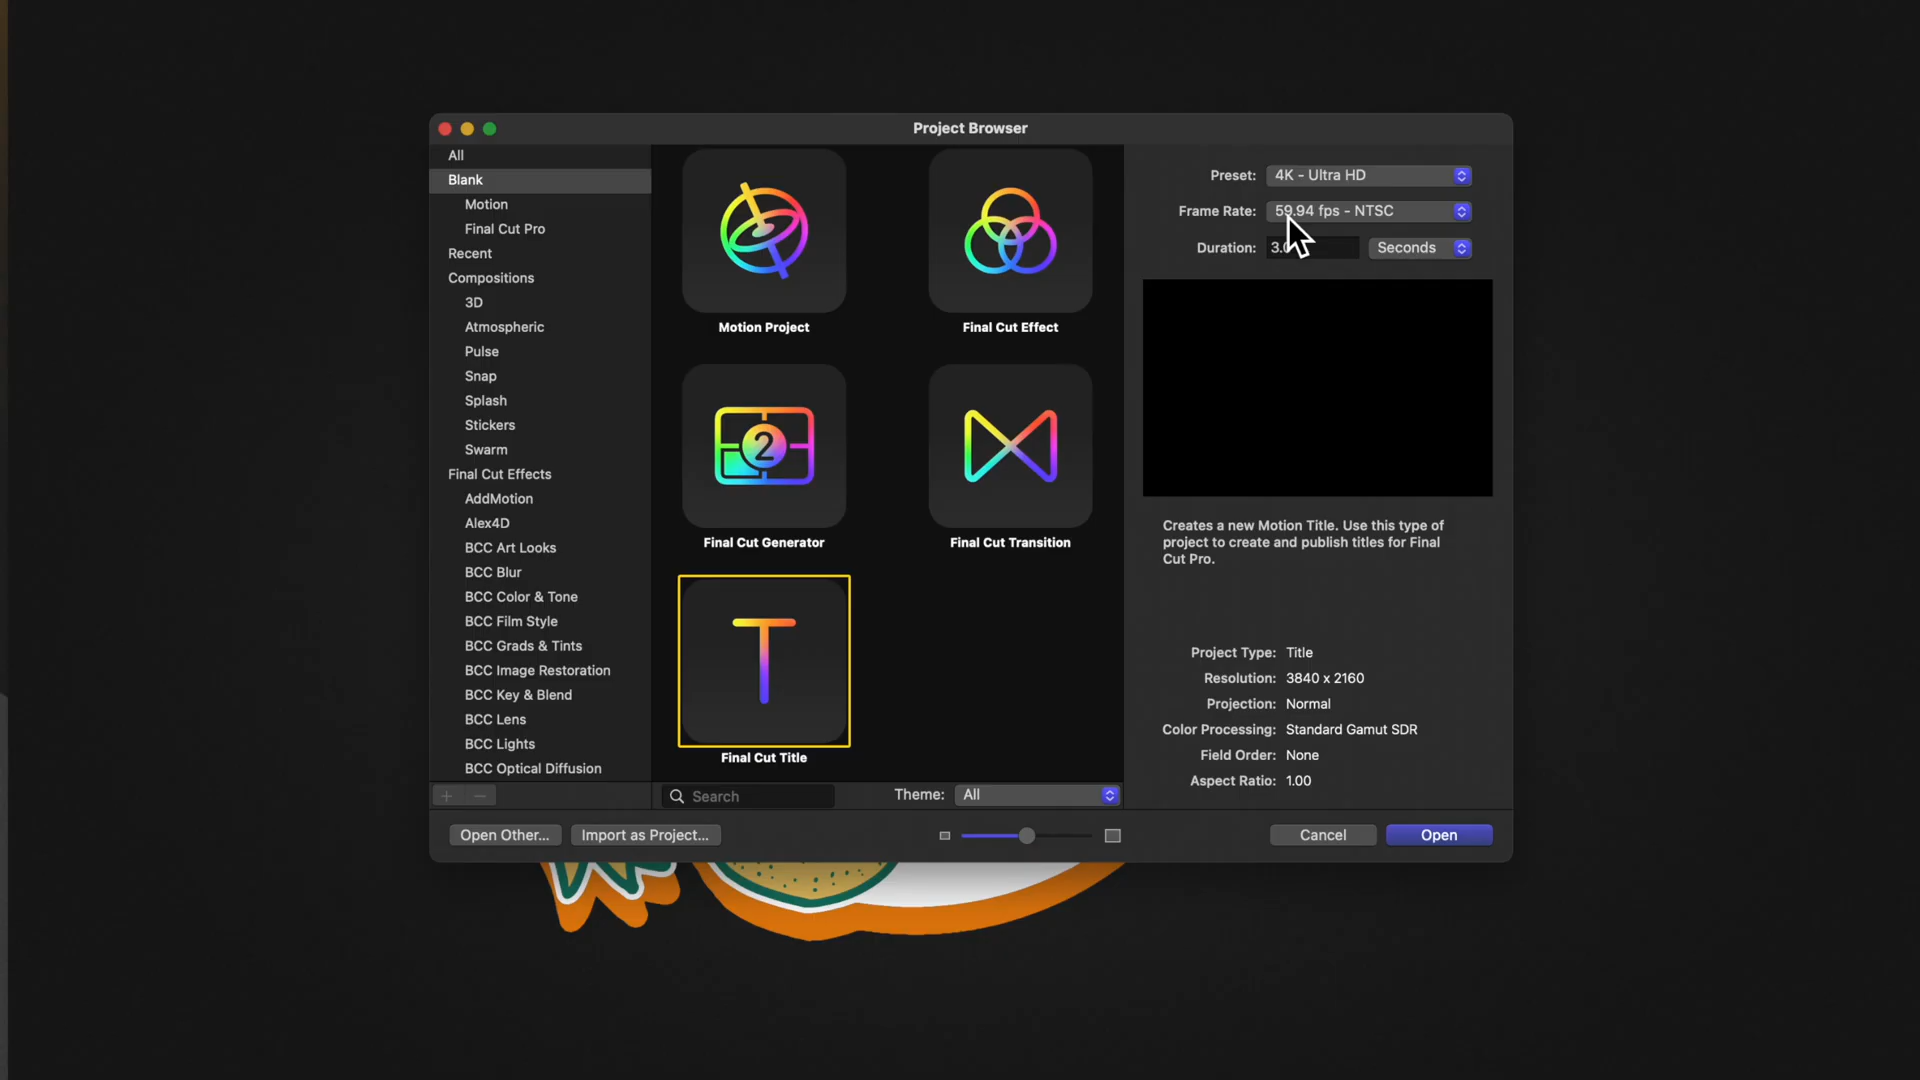 Project Browser
All
Blank
Motion
Final Cut Pro
Recent
Compositions
3D
Atmospheric
Pulse
Snap
Splash
Stickers
Swarm
Final Cut Effects
AddMotion
Alex4D
BCC Art Looks
BCC Blur
BCC Color & Tone
BCC Film Style
BCC Grads & Tints
BCC Image Restoration
BCC Key & Blend
BCC Lens
BCC Lights
BCC Optical Diffusion
Motion Project
Final Cut Effect
2
Final Cut Generator
Final Cut Transition
T
Final Cut Title
Search
Theme: All
Preset: 4K - Ultra HD
Frame Rate: 59.94 fps - NTSC
Duration: Seconds
Creates a new Motion Title. Use this type of
project to create and publish titles for Final
Cut Pro.
Project Type: Title
Resolution: 3840 x 2160
Projection: Normal
Color Processing: Standard Gamut SDR
Field Order: None
Aspect Ratio: 1.00
Open Other...
Import as Project...
Cancel
Open